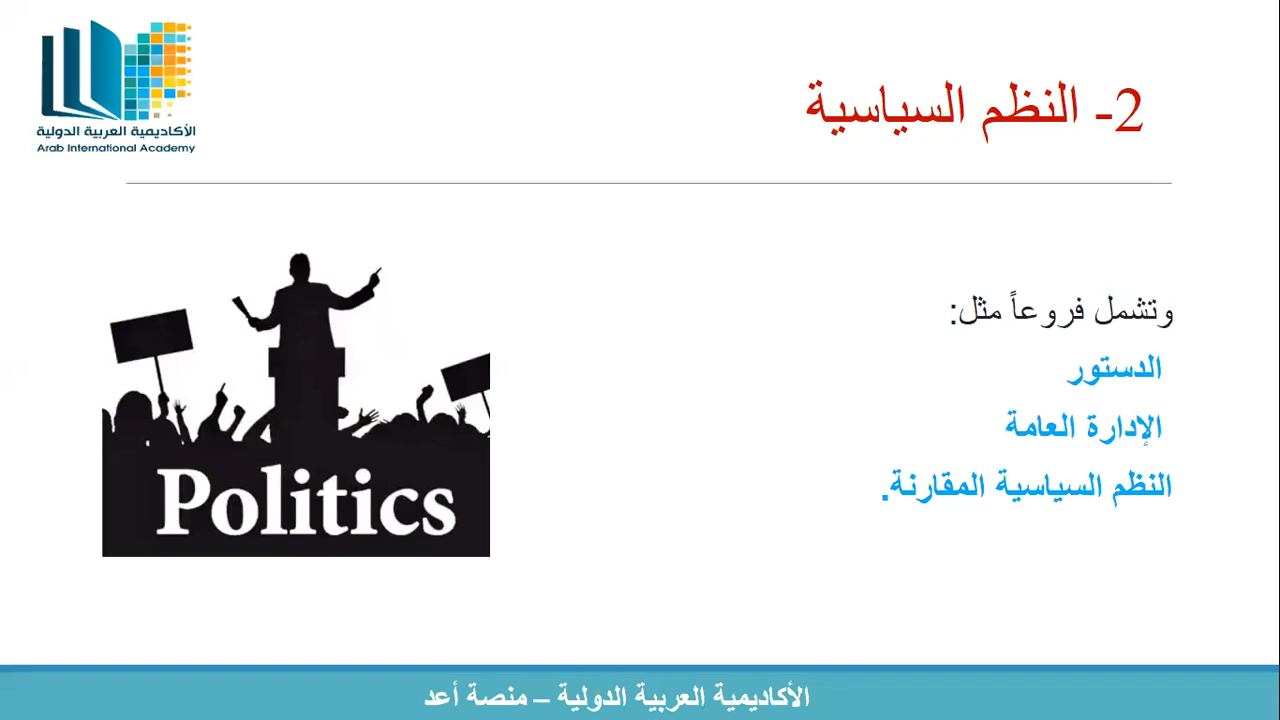 الأكاديمية العربية الدولية
Arab International Academy
2- النظم السياسية
وتشمل فروعاً مثل:
الدستور
الإدارة العامة
النظم السياسية المقارنة.
Politics
الأكاديمية العربية الدولية – منصة أعد